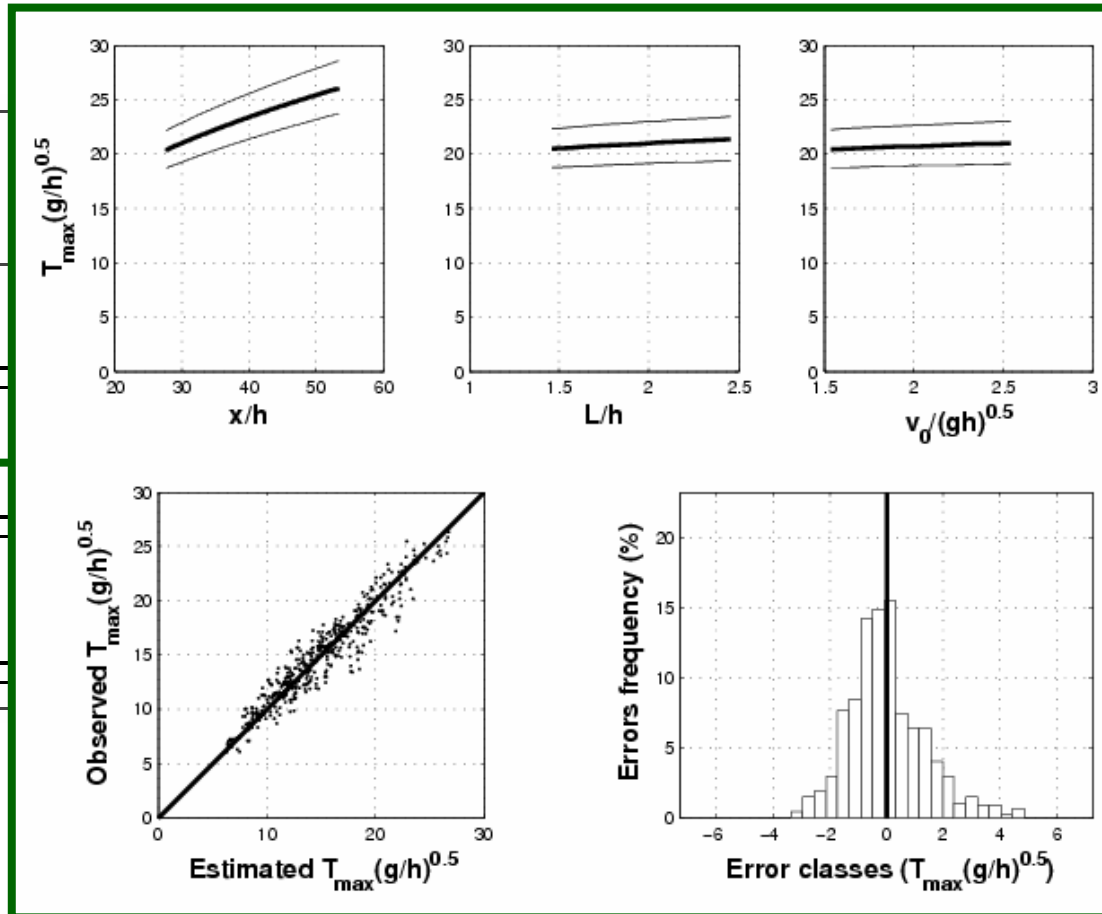 30
25
20
15
10
5
0
20 30 40 50 60
T_max(g/h)^0.5
x/h
30
25
20
15
10
5
0
1 1.5 2 2.5
L/h
30
25
20
15
10
5
0
1.5 2 2.5 3
v_0/(gh)^0.5
30
25
20
15
10
5
0
0 10 20 30
Observed T_max(g/h)^0.5
Estimated T_max(g/h)^0.5
20
15
10
5
0
−6 −4 −2 0 2 4 6
Errors frequency (%)
Error classes (T_max(g/h)^0.5)